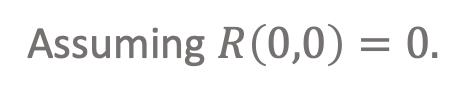 Assuming R(0,0) = 0.